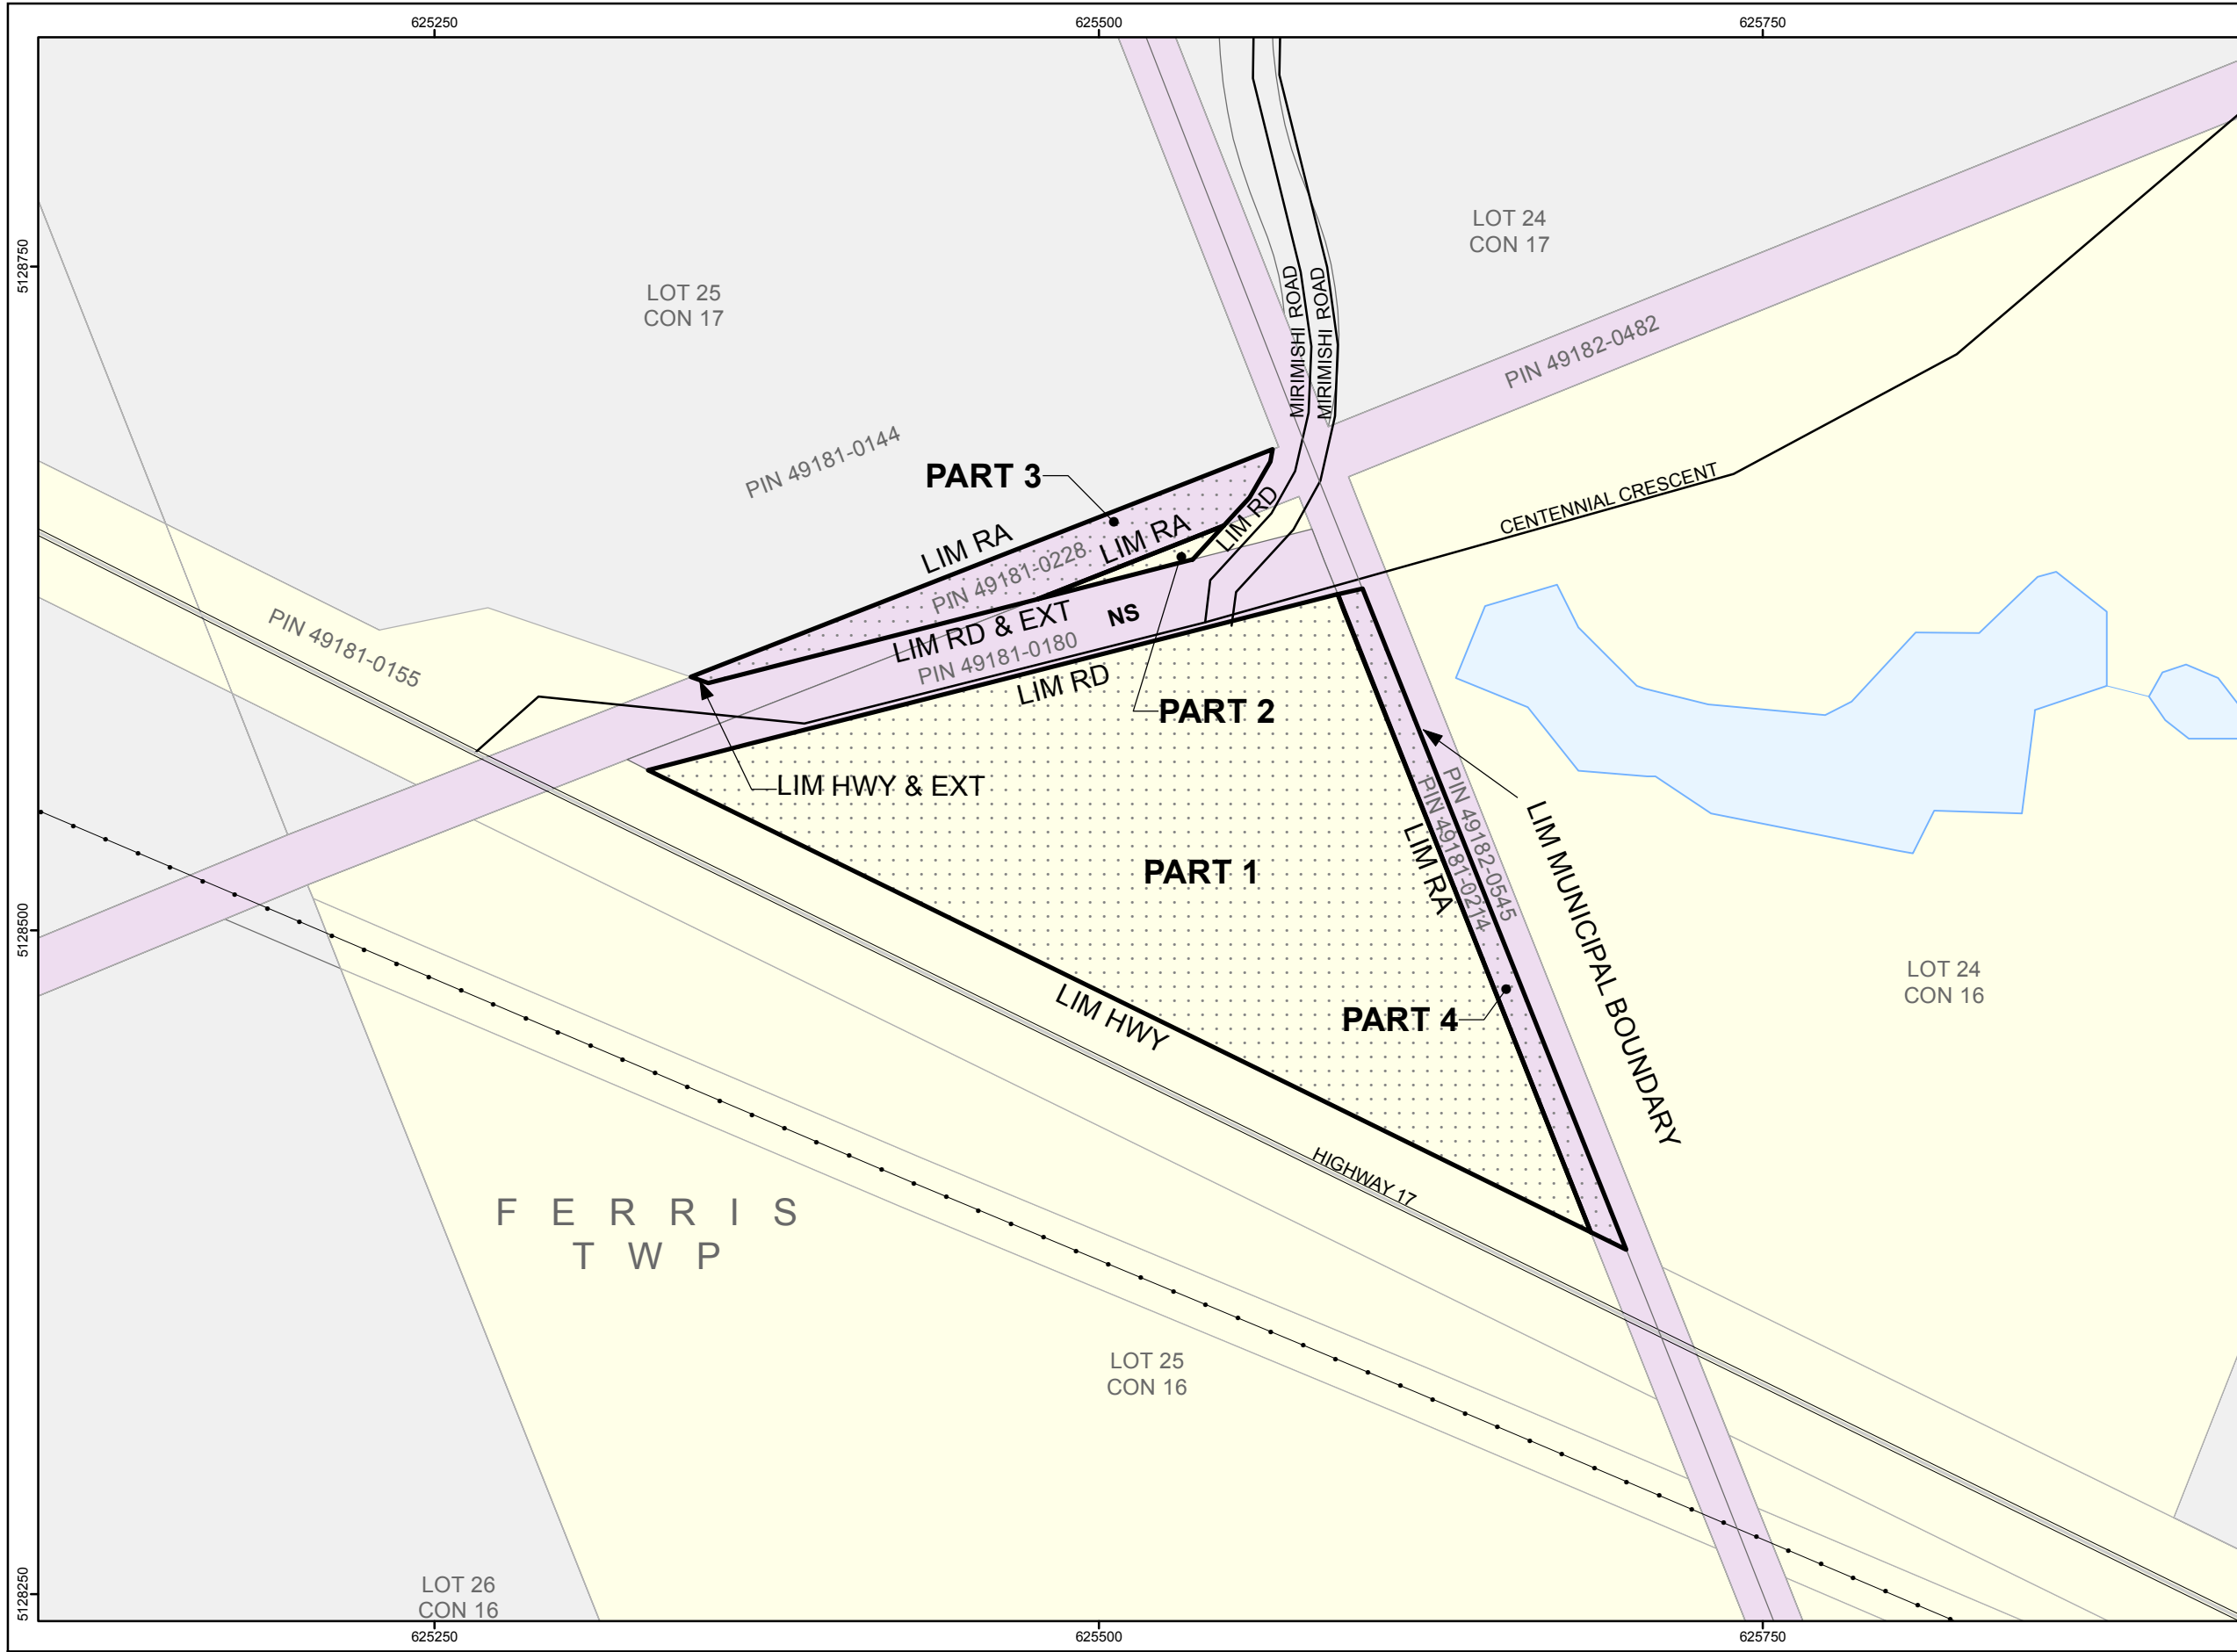 625250
625500
625750
5128750
LOT 24
CON 17
LOT 25
CON 17
MIRIMISHI ROAD
MIRIMISHI ROAD
PIN 49182-0482
PIN 49181-0144
PART 3
CENTENNIAL CRESCENT
LIM RA
LIM RA
LIM RD
PIN 49181-0228
PIN 49181-0155
LIM RD & EXT
NS
PIN 49181-0180
LIM RD
PART 2
LIM HWY & EXT
PIN 49182-0545
PIN 49181-0214
LIM RA
LIM MUNICIPAL BOUNDARY
PART 1
5128500
LOT 24
CON 16
PART 4
LIM HWY
HIGHWAY 17
FERRIS
TWP
LOT 25
CON 16
LOT 26
CON 16
5128250
625250
625500
625750